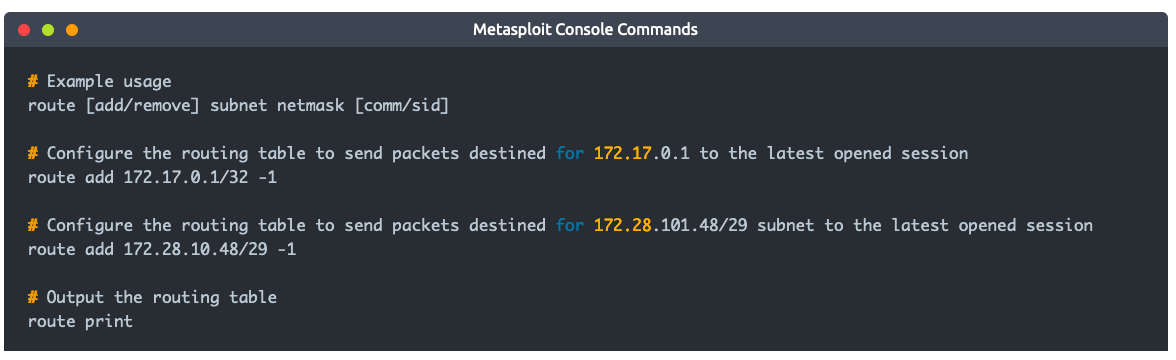 Metasploit Console Commands
# Example usage
route [add/remove] subnet netmask [comm/sid]
# Configure the routing table to send packets destined for 172.17.0.1 to the latest opened session
route add 172.17.0.1/32 -1
# Configure the routing table to send packets destined for 172.28.101.48/29 subnet to the latest opened session
route add 172.28.10.48/29 -1
# Output the routing table
route print